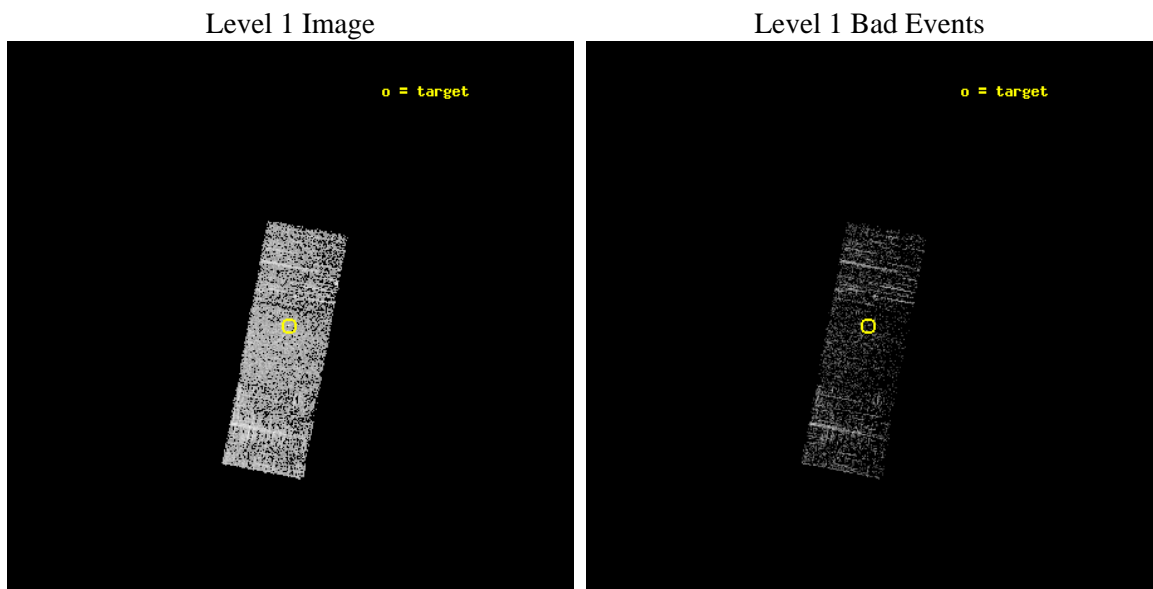 Level 1 Image
Level 1 Bad Events
o = target
o = target